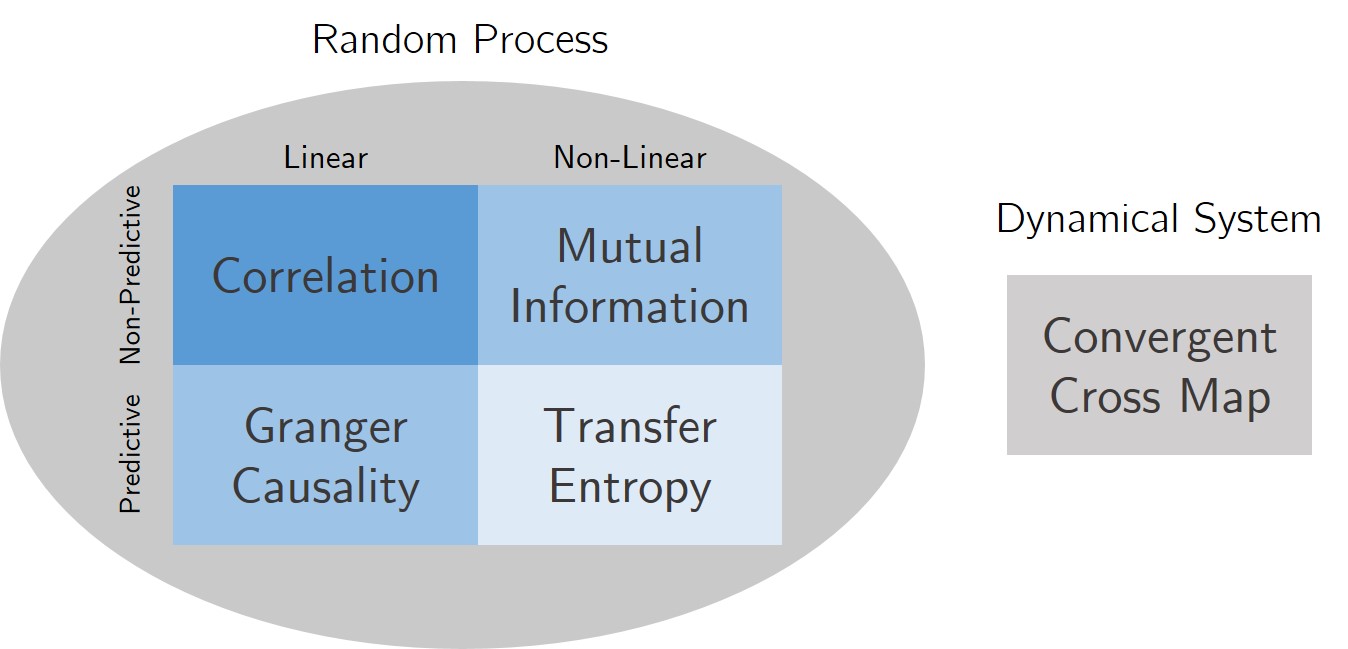 Random Process
Linear
Non-Linear
Non-Predictive
Correlation
Mutual
Information
Predictive
Granger
Causality
Transfer
Entropy
Dynamical System
Convergent
Cross Map